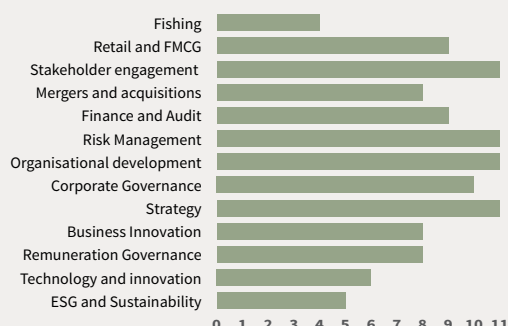 Fishing
Retail and FMCG
Stakeholder engagement
Mergers and acquisitions
Finance and Audit
Risk Management
Organisational development
Corporate Governance
Strategy
Business Innovation
Remuneration Governance
Technology and innovation
ESG and Sustainability
0 1 2 3 4 5 6 7 8 9 10 11